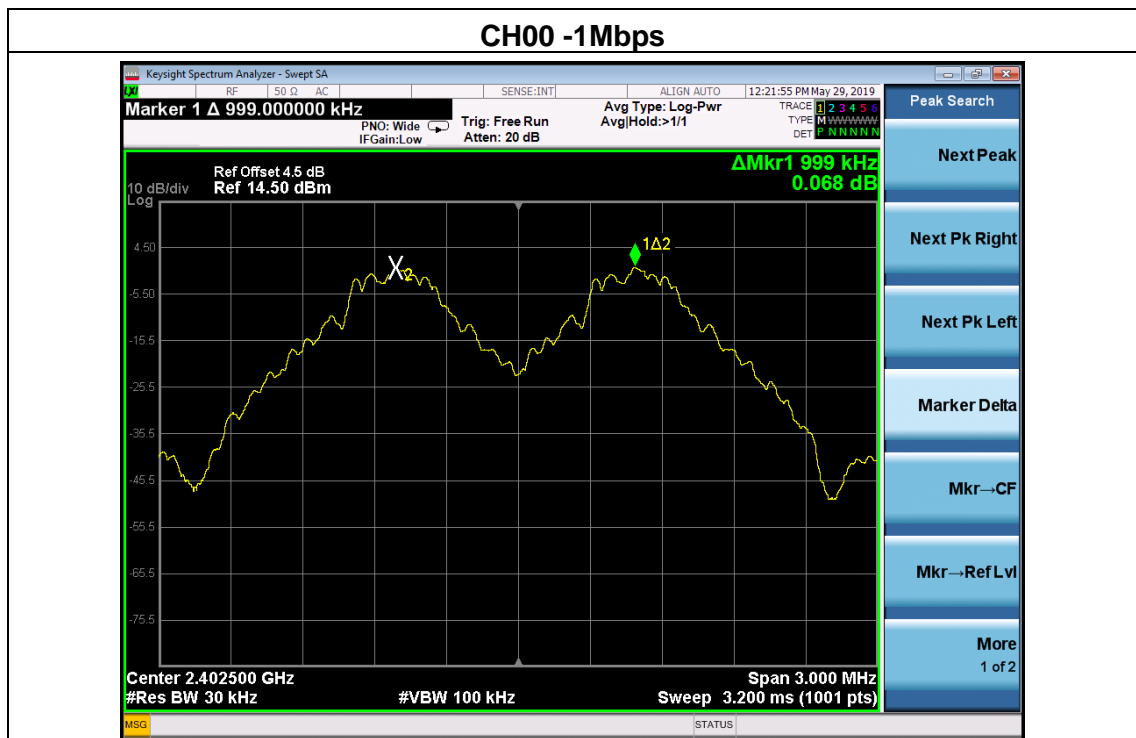 CH00 -1Mbps
Keysight Spectrum Analyzer - Swept SA
LXI RF 50 Ω AC SENSE:INT ALIGN AUTO 12:21:55 PM May 29, 2019
Marker 1 Δ 999.000000 kHz
PNO: Wide
IFGain:Low
Trig: Free Run
Atten: 20 dB
Avg Type: Log-Pwr
Avg|Hold:>1/1
TRACE 1 2 3 4 5 6
TYPE M W W W W W
DET P N N N N N
ΔMkr1 999 kHz
0.068 dB
Ref Offset 4.5 dB
10 dB/div Ref 14.50 dBm
Log
4.50
-5.50
-15.5
-25.5
-35.5
-45.5
-55.5
-65.5
-75.5
X2
1Δ2
Center 2.402500 GHz Span 3.000 MHz
#Res BW 30 kHz #VBW 100 kHz Sweep 3.200 ms (1001 pts)
MSG STATUS
Peak Search
Next Peak
Next Pk Right
Next Pk Left
Marker Delta
Mkr→CF
Mkr→Ref Lvl
More
1 of 2